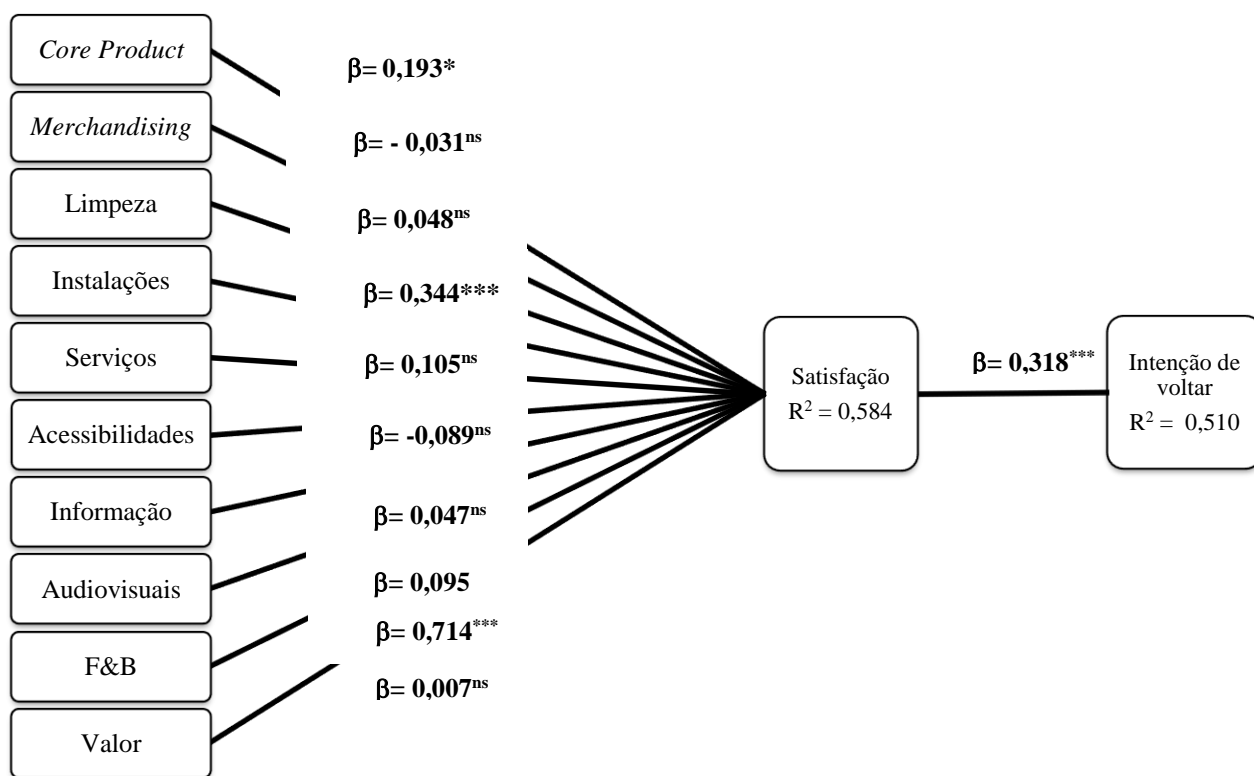 Core Product
β= 0,193*
Merchandising
β= - 0,031ns
Limpeza
β= 0,048ns
Instalações
β= 0,344***
Serviços
β= 0,105ns
Acessibilidades
β= -0,089ns
Informação
β= 0,047ns
Audiovisuais
β= 0,095
F&B
β= 0,714***
Valor
β= 0,007ns
Satisfação
R2 = 0,584
β= 0,318***
Intenção de
voltar
R2 = 0,510